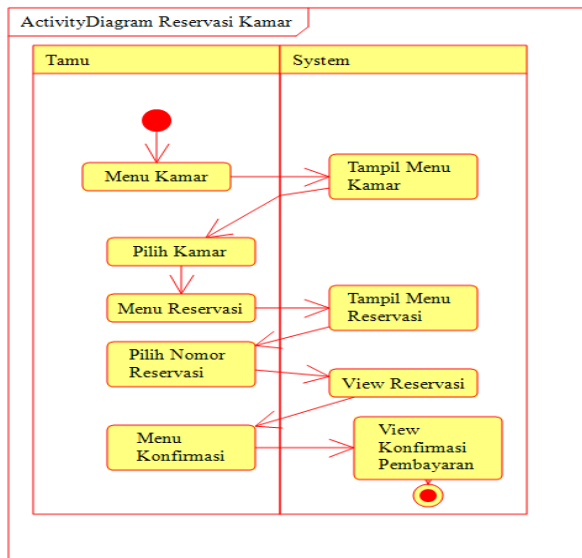 ActivityDiagram Reservasi Kamar
Tamu
System
Menu Kamar
Tampil Menu
Kamar
Pilih Kamar
Menu Reservasi
Tampil Menu
Reservasi
Pilih Nomor
Reservasi
View Reservasi
Menu
Konfirmasi
View
Konfirmasi
Pembayaran